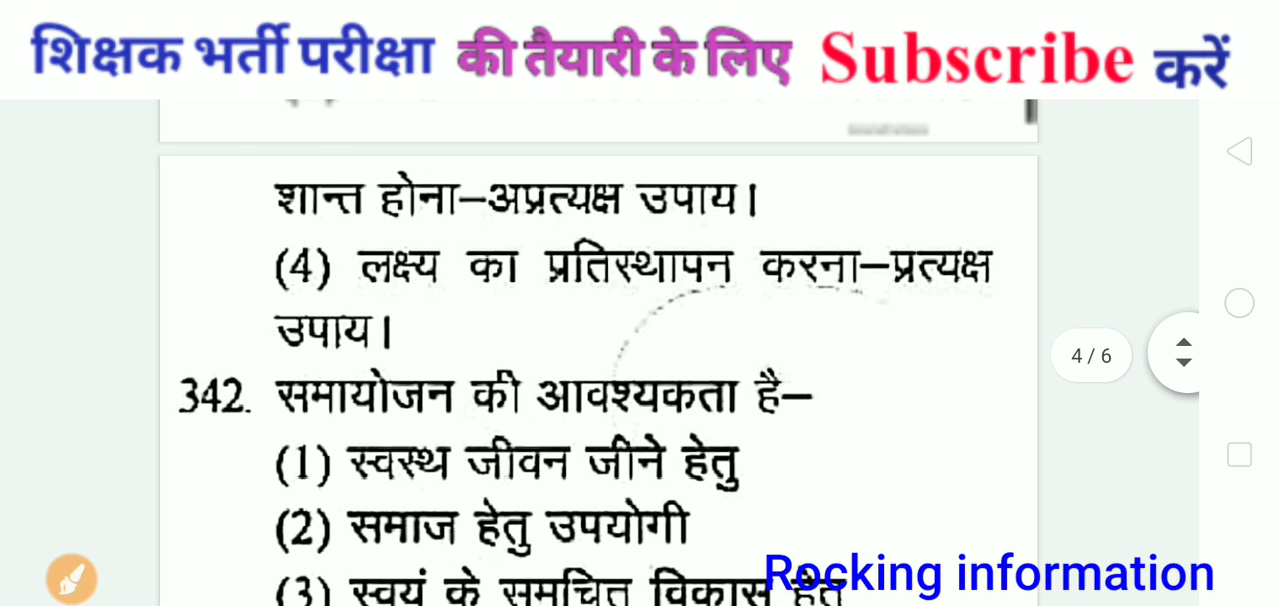 शिक्षक भर्ती परीक्षा की तैयारी के लिए Subscribe करें
शान्त होना–अप्रत्यक्ष उपाय।
(4) लक्ष्य का प्रतिस्थापन करना–प्रत्यक्ष
उपाय।
4 / 6
342. समायोजन की आवश्यकता है–
(1) स्वस्थ जीवन जीने हेतु
(2) समाज हेतु उपयोगी
(3) स्वयं के समुचित विकास हेतु
Rocking information